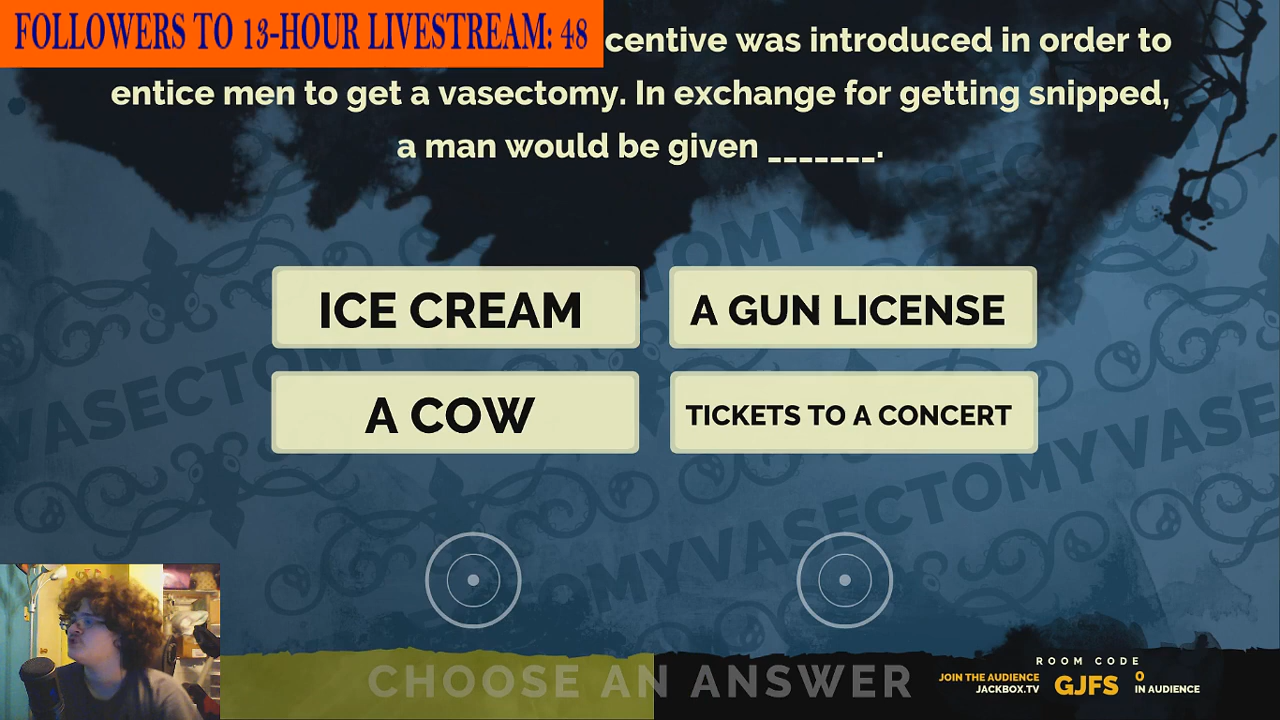 FOLLOWERS TO 13-HOUR LIVESTREAM: 48
centive was introduced in order to
entice men to get a vasectomy. In exchange for getting snipped,
a man would be given _______.
ICE CREAM
A GUN LICENSE
A COW
TICKETS TO A CONCERT
VASECTOMY
CHOOSE AN ANSWER
ROOM CODE
JOIN THE AUDIENCE
JACKBOX.TV
GJFS
0
IN AUDIENCE